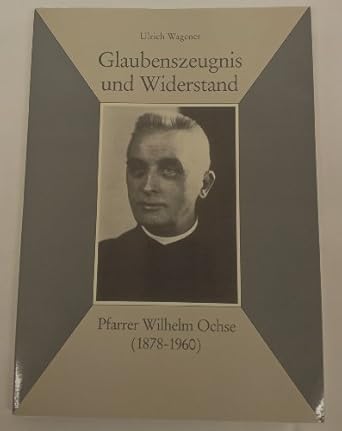 Ulrich Wagener
Glaubenszeugnis
und Widerstand
Pfarrer Wilhelm Ochse
(1878-1960)